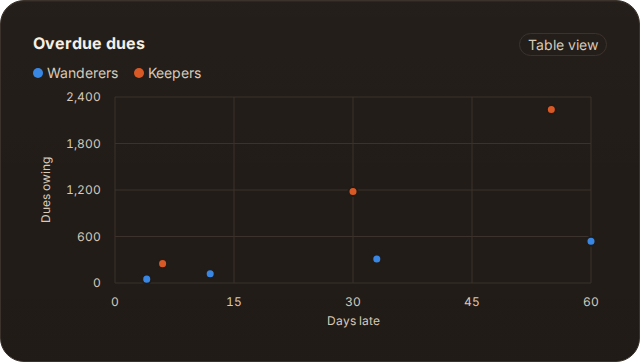 Overdue dues
Table view
Wanderers Keepers
2,400
1,800
1,200
600
0
Dues owing
0 15 30 45 60
Days late